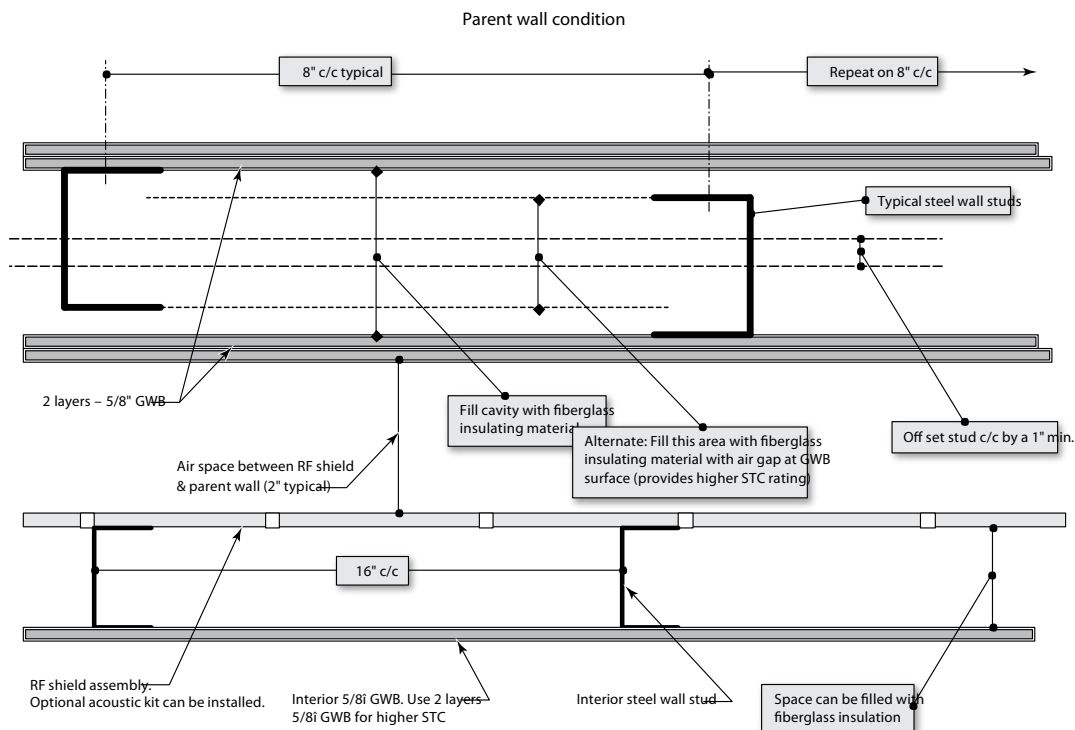 Parent wall condition
8" c/c typical
Repeat on 8" c/c
Typical steel wall studs
2 layers – 5/8" GWB
Fill cavity with fiberglass
insulating material
Alternate: Fill this area with fiberglass
insulating material with air gap at GWB
surface (provides higher STC rating)
Off set stud c/c by a 1" min.
Air space between RF shield
& parent wall (2" typical)
16" c/c
RF shield assembly.
Optional acoustic kit can be installed.
Interior 5/8î GWB. Use 2 layers
5/8î GWB for higher STC
Interior steel wall stud
Space can be filled with
fiberglass insulation